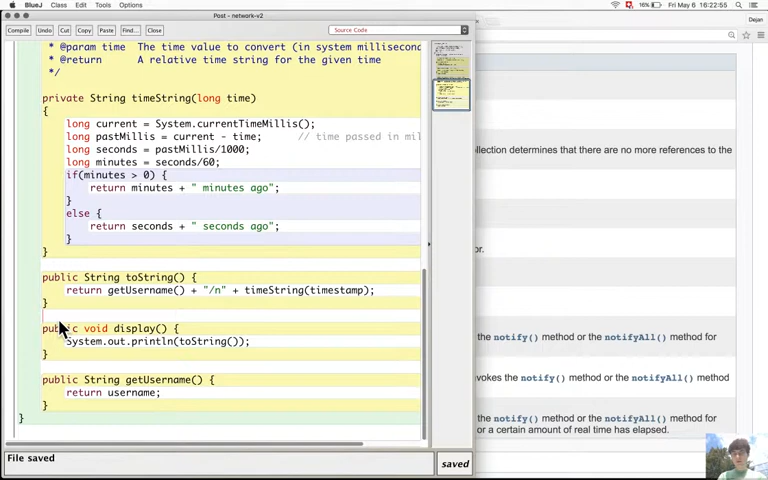 BlueJ Class Edit Tools Options
16% Fri May 6 16:22:55
Post - network-v2
Dejan
Compile Undo Cut Copy Paste Find... Close
Source Code
* @param time The time value to convert (in system millisecond
* @return A relative time string for the given time
*/
private String timeString(long time)
{
long current = System.currentTimeMillis();
long pastMillis = current - time; // time passed in mil
long seconds = pastMillis/1000;
long minutes = seconds/60;
if(minutes > 0) {
return minutes + " minutes ago";
}
else {
return seconds + " seconds ago";
}
}
public String toString() {
return getUsername() + "/n" + timeString(timestamp);
}
public void display() {
System.out.println(toString());
}
public String getUsername() {
return username;
}
}
File saved
saved
llection determines that there are no more references to the
or.
the notify() method or the notifyAll() method for
vokes the notify() method or the notifyAll() method
the notify() method or the notifyAll() method for
or a certain amount of real time has elapsed.